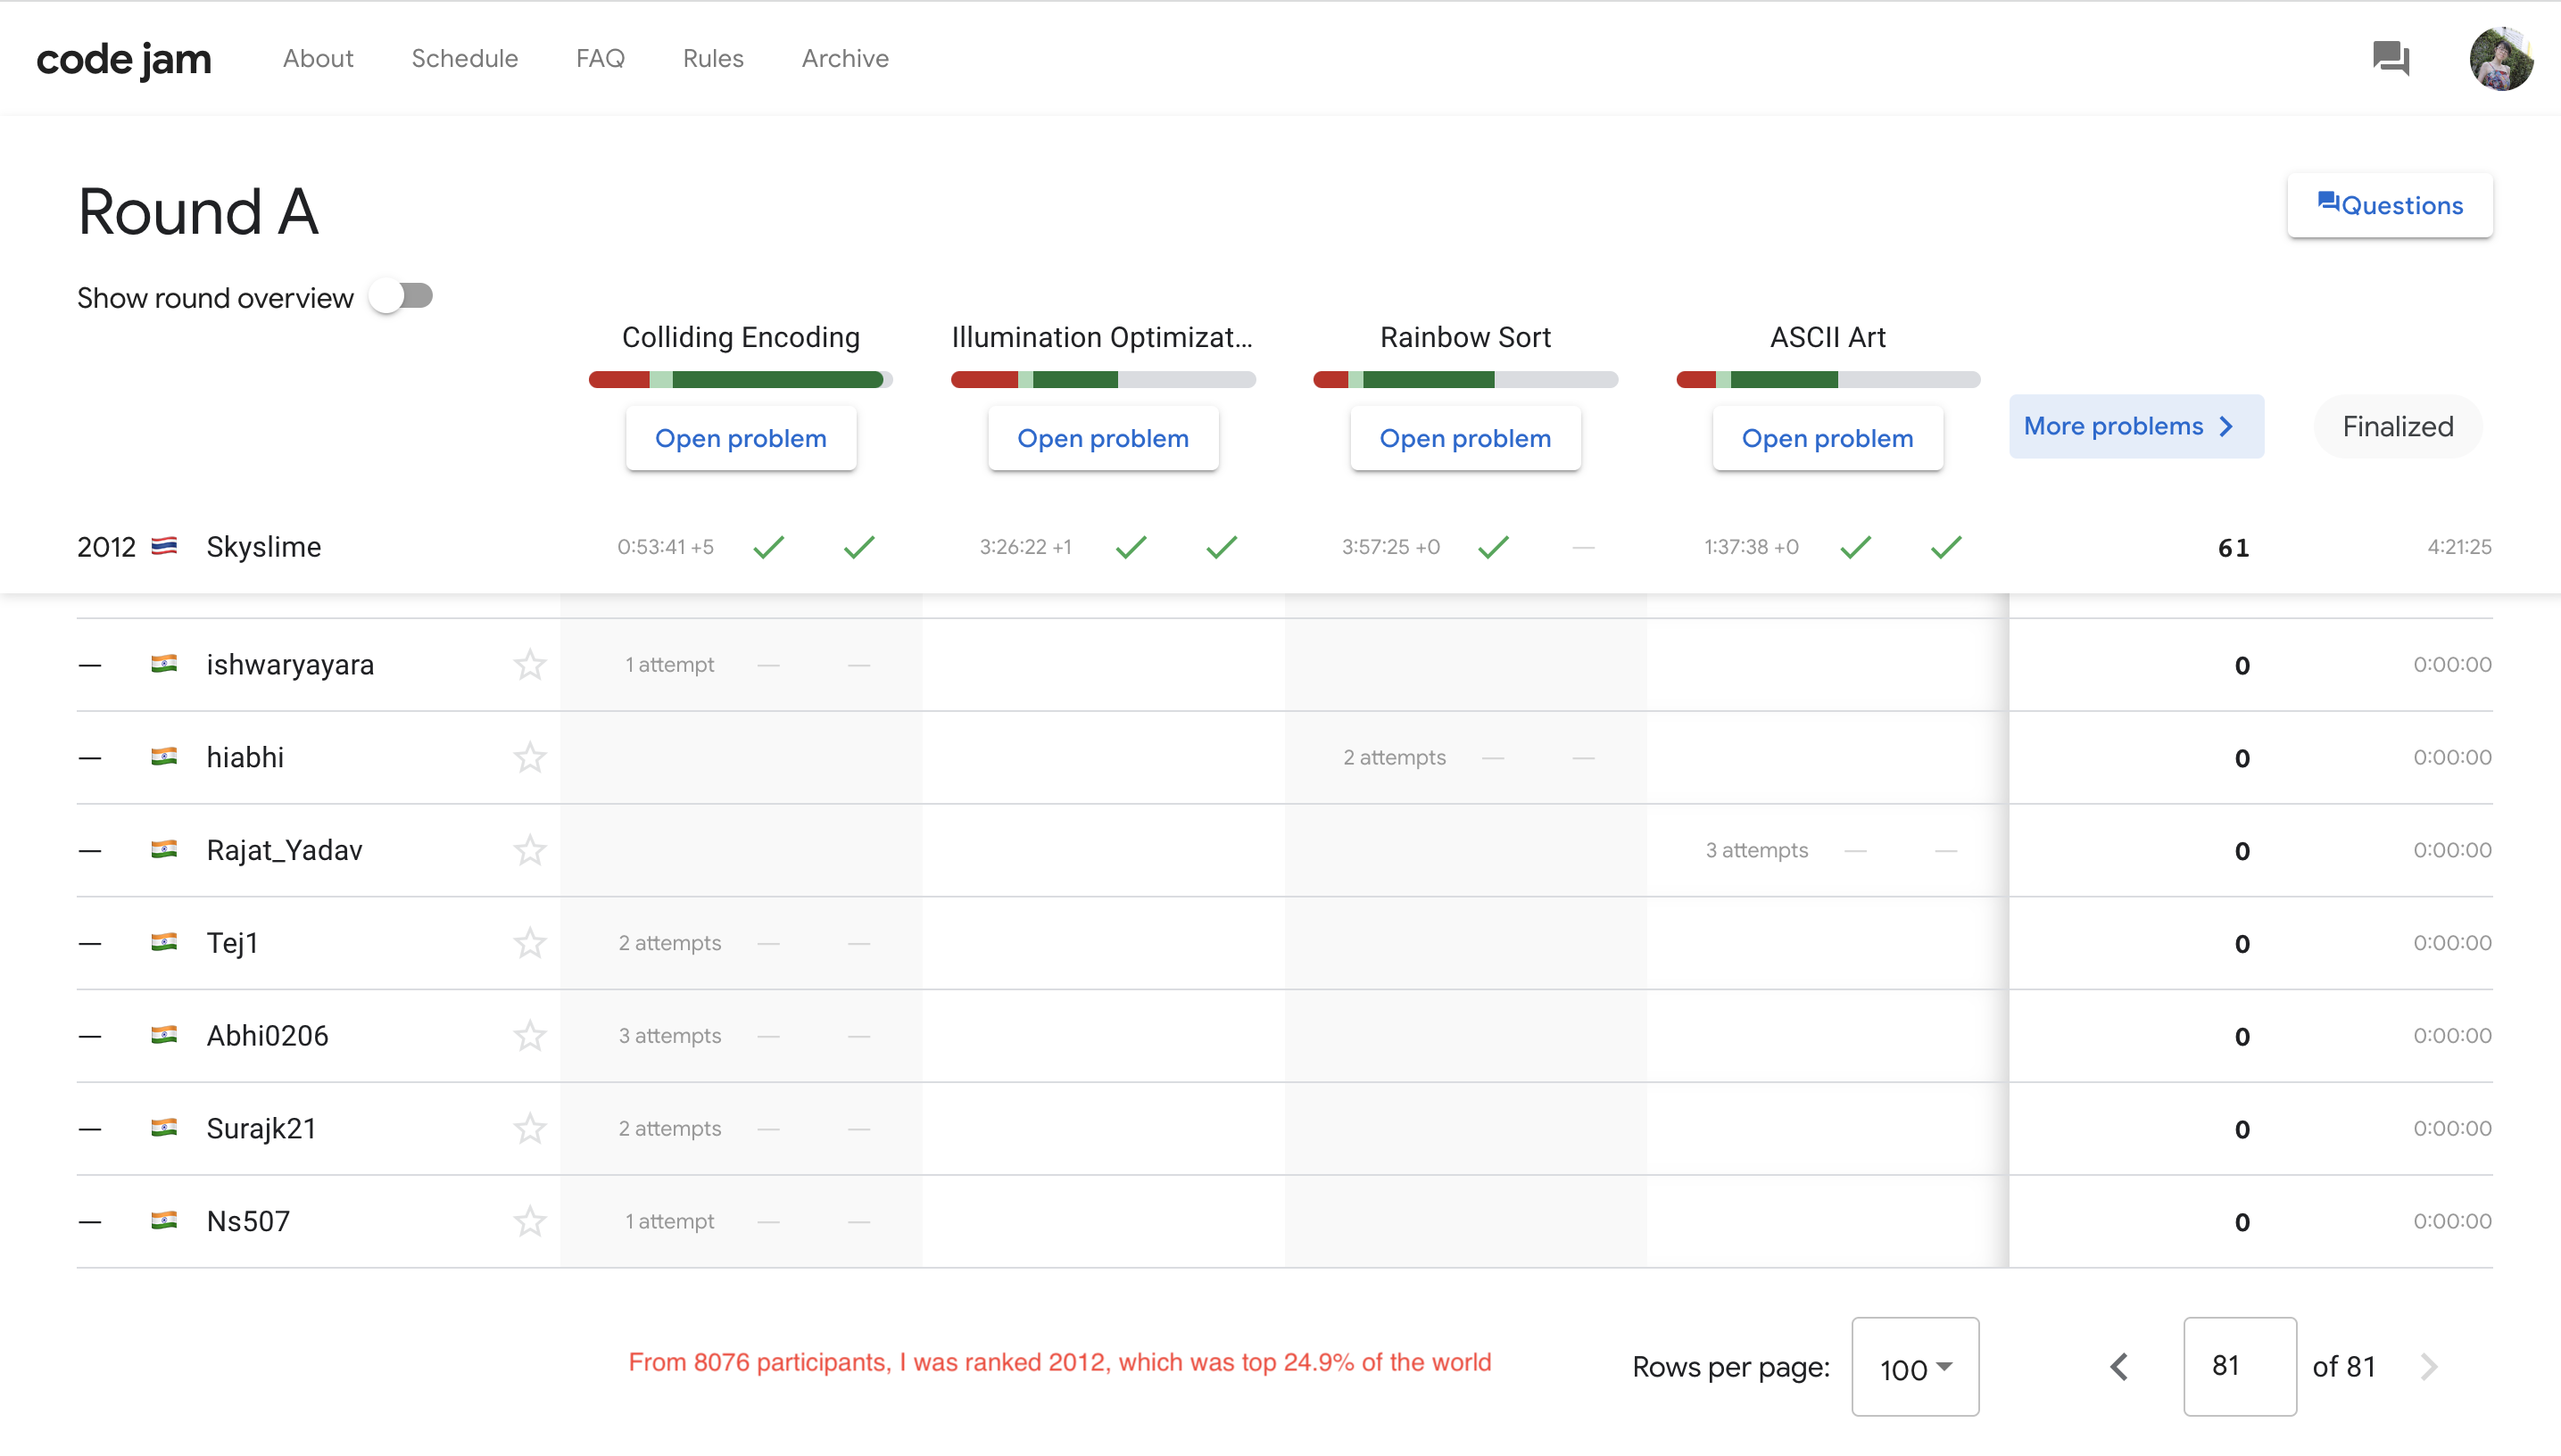 code jam About Schedule FAQ Rules Archive
Round A
Questions
Show round overview
Colliding Encoding Illumination Optimizat... Rainbow Sort ASCII Art
Open problem Open problem Open problem Open problem More problems Finalized
2012 Skyslime 0:53:41 +5 3:26:22 +1 3:57:25 +0 — 1:37:38 +0 61 4:21:25
— ishwaryayara 1 attempt — — 0 0:00:00
— hiabhi 2 attempts — — 0 0:00:00
— Rajat_Yadav 3 attempts — — 0 0:00:00
— Tej1 2 attempts — — 0 0:00:00
— Abhi0206 3 attempts — — 0 0:00:00
— Surajk21 2 attempts — — 0 0:00:00
— Ns507 1 attempt — — 0 0:00:00
From 8076 participants, I was ranked 2012, which was top 24.9% of the world
Rows per page: 100 81 of 81